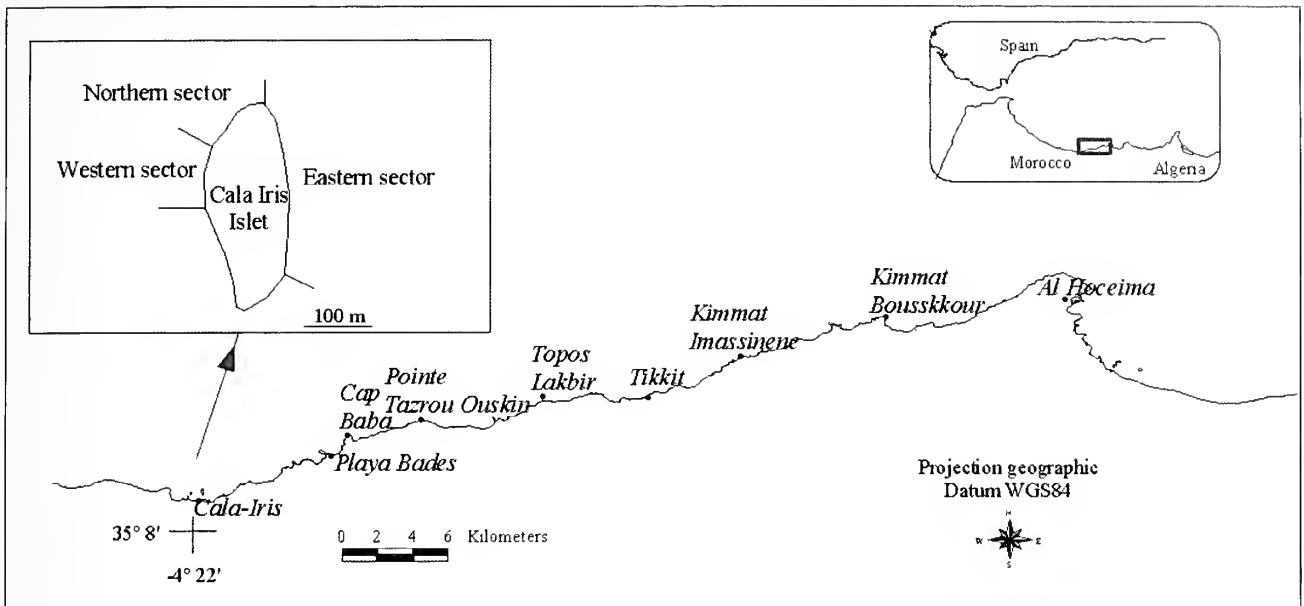 Northern sector
Western sector
Eastern sector
Cala Iris
Islet
100 m
Spain
Morocco
Algeria
Kimmat
Bousskkour
Al Hoceima
Kimmat
Imassinene
Topos
Lakbir
Tikkit
Pointe
Tazrou Ouskin
Cap
Baba
Playa Bades
Cala-Iris
35° 8'
-4° 22'
0 2 4 6 Kilometers
Projection geographic
Datum WGS84
N
W E
S